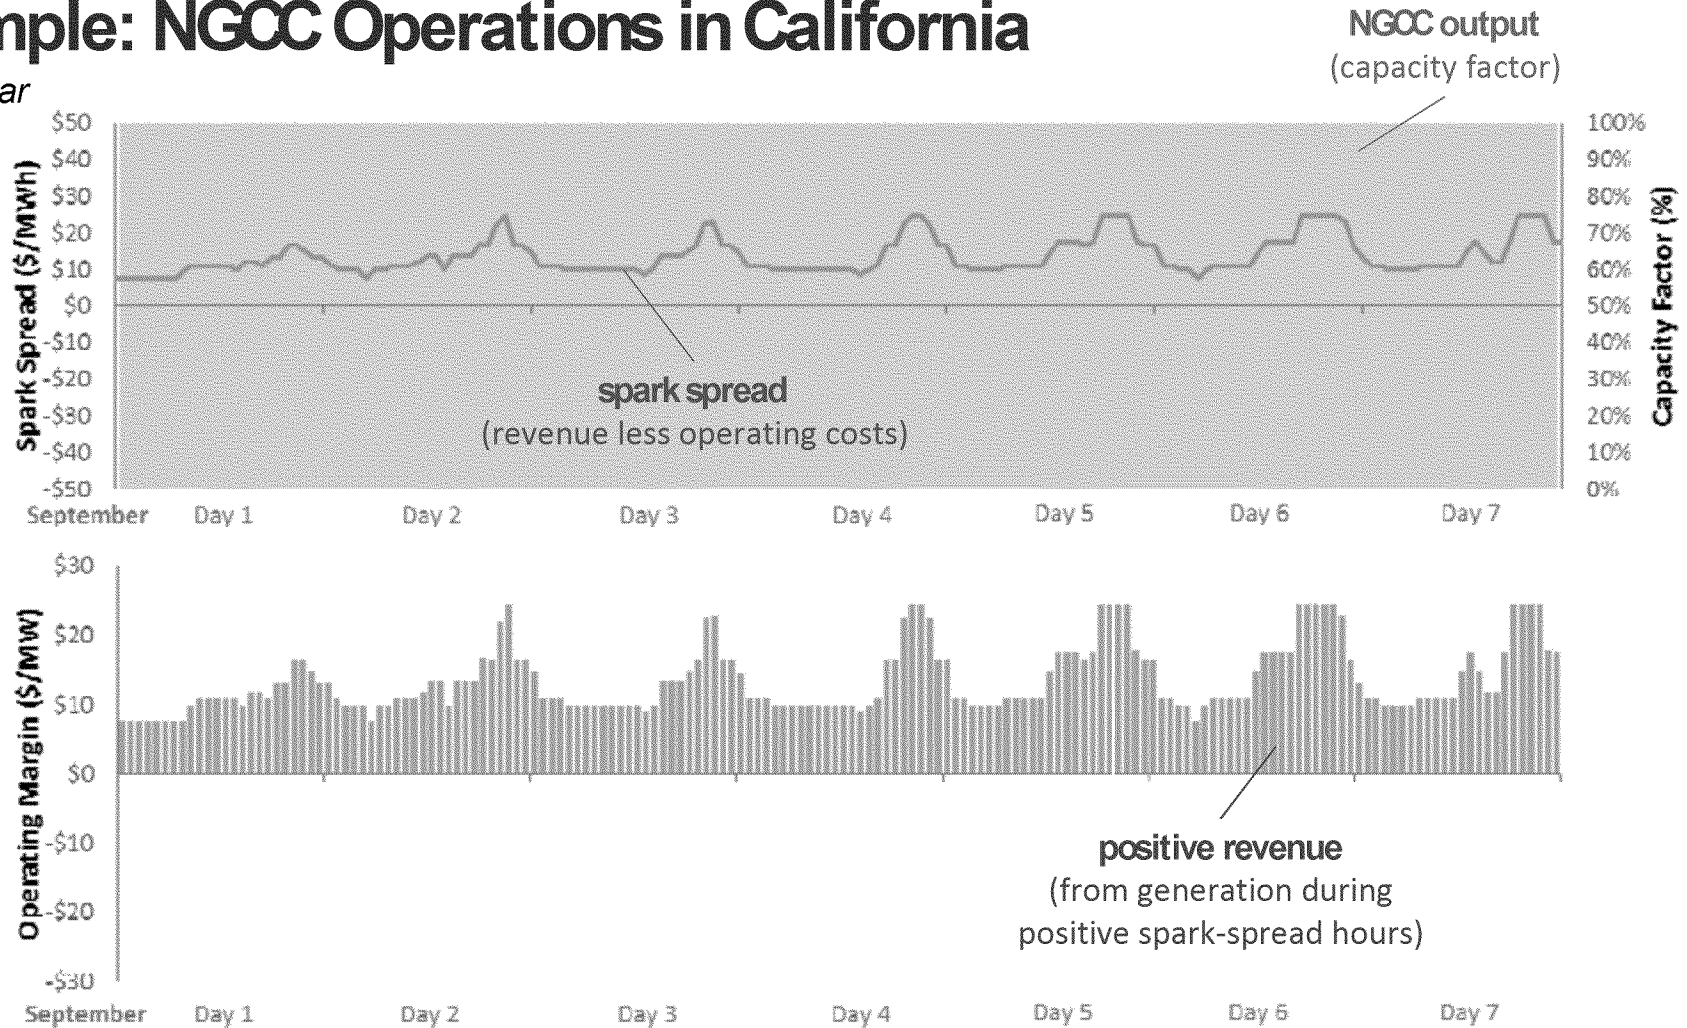 mple: NGCC Operations in California
ar
NGCC output
(capacity factor)
$50
$40
$30
$20
$10
$0
-$10
-$20
-$30
-$40
-$50
Spark Spread ($/MWh)
100%
90%
80%
70%
60%
50%
40%
30%
20%
10%
0%
Capacity Factor (%)
spark spread
(revenue less operating costs)
September Day 1 Day 2 Day 3 Day 4 Day 5 Day 6 Day 7
$30
$20
$10
$0
-$10
-$20
-$30
Operating Margin ($/MW)
positive revenue
(from generation during
positive spark-spread hours)
September Day 1 Day 2 Day 3 Day 4 Day 5 Day 6 Day 7